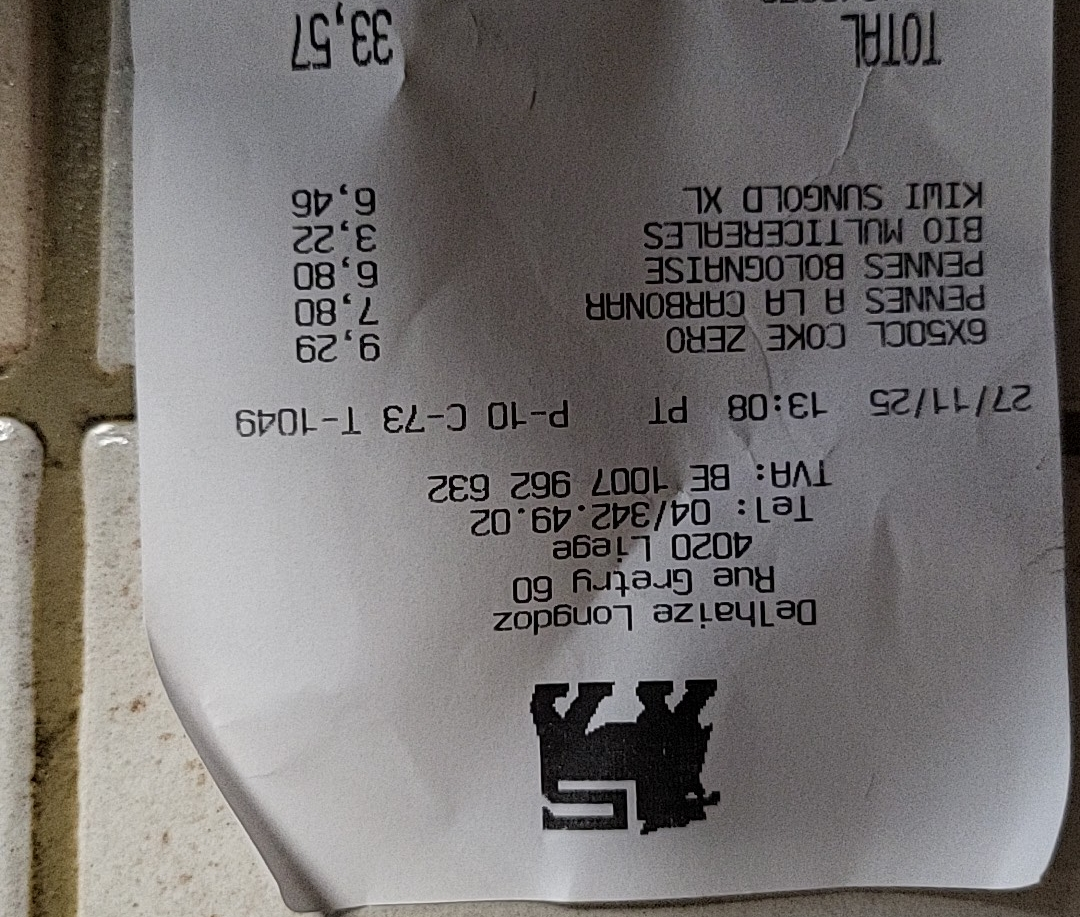 Delhaize Longdoz
Rue Gretry 60
4020 Liege
Tel: 04/342.49.02
TVA: BE 1007 962 632
27/11/25 13:08 PT P-10 C-73 T-1049
6X50CL COKE ZERO 9,29
PENNES A LA CARBONAR 7,80
PENNES BOLOGNAISE 6,80
BIO MULTICEREALES 3,22
KIWI SUNGOLD XL 6,46
TOTAL 33,57